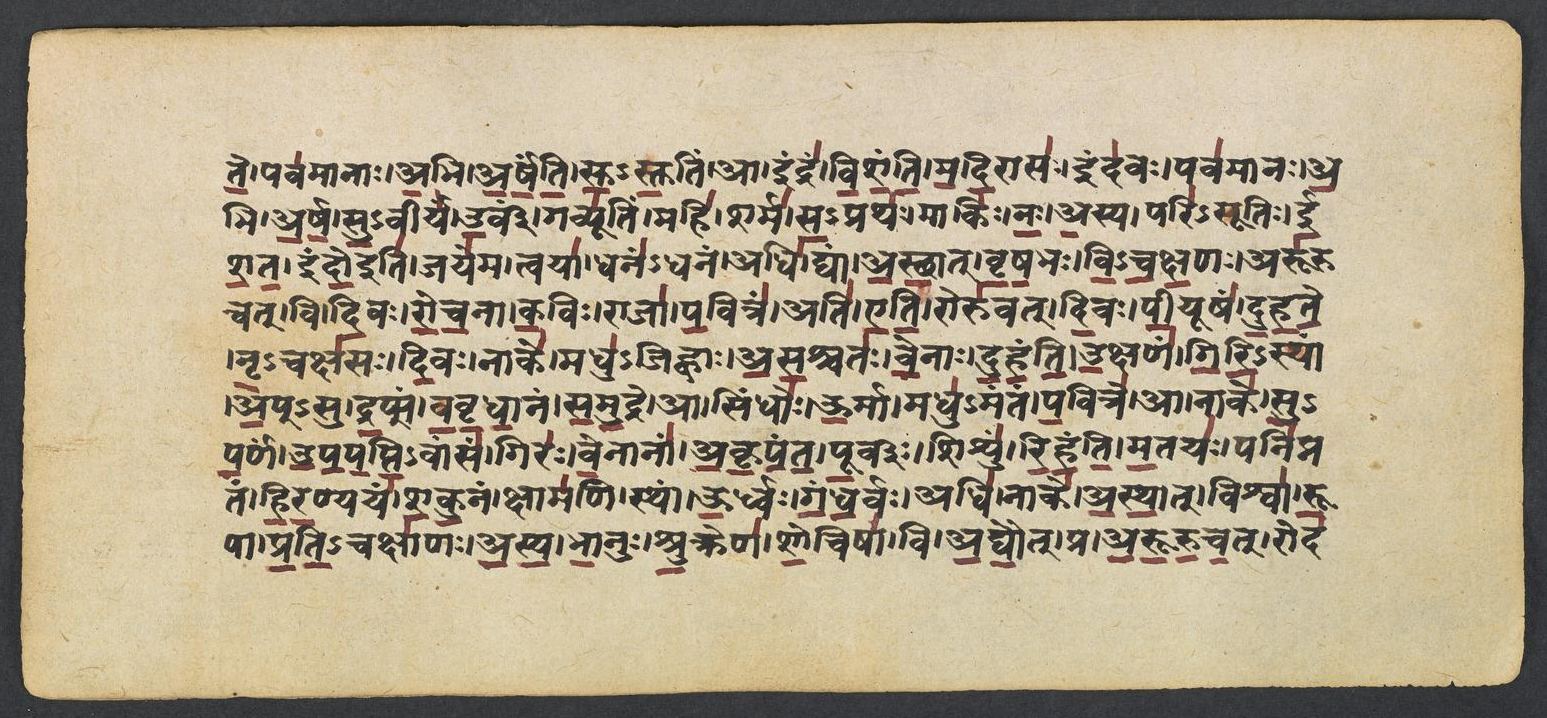 ते।पवमानाः।अभि।अर्षंति।सुऽस्तुतिं।आ।इंद्रं।विशंति।मदिरासः।इंदवः।पवमानः।अ
भि।अर्ष।सुऽवीर्यं।उर्वीं।गव्यूतिं।महि।शर्म।सऽप्रथः।माकिः।नः।अस्य।परिऽसूतिः।ई
शत।इंदो इति।जयेम।त्वया।धनंऽधनं।अधि।द्यां।अस्थात्।वृषभः।विऽचक्षणः।अरूरु
चत्।वि।दिवः।रोचना।कविः।राजा।पवित्रं।अति।एति।रोरुवत्।दिवः।पीयूषं।दुहते
।नृऽचक्षसः।दिवः।नाके।मधुऽजिह्वाः।असश्चतः।वेनाः।दुहंति।उक्षणं।गिरिऽस्थां
।अप्ऽसु।द्रप्सं।ववृधानं।समुद्रे।आ।सिंधोः।ऊर्मा।मधुऽमंतं।पवित्रे।आ।नाके।सुऽ
पर्णं।उपपप्तिऽवांसं।गिरः।वेनानां।अकृपंत।पूर्वीः।शिशुं।रिहंति।मतयः।पनिप्न
तं।हिरण्ययं।शकुनं।क्षामणि।स्थां।ऊर्ध्वः।गंधर्वः।अधि।नाके।अस्थात्।विश्वा।रू
पा।प्रतिऽचक्षाणः।अस्य।भानुः।शुक्रेण।शोचिषा।वि।अद्यौत्।प्र।अरूरुचत्।रोद